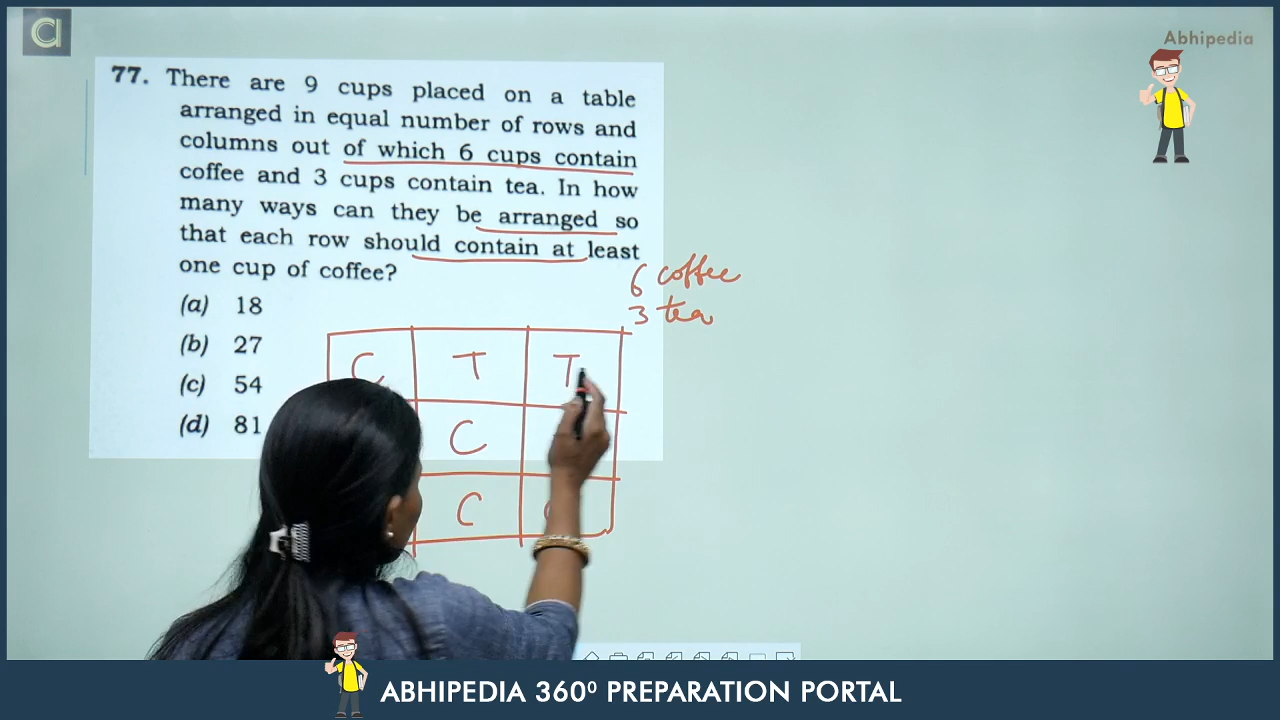 Abhipedia
77. There are 9 cups placed on a table
arranged in equal number of rows and
columns out of which 6 cups contain
coffee and 3 cups contain tea. In how
many ways can they be arranged so
that each row should contain at least
one cup of coffee?
(a) 18
(b) 27
(c) 54
(d) 81
6 coffee
3 tea
C T T
C
C
ABHIPEDIA 360⁰ PREPARATION PORTAL